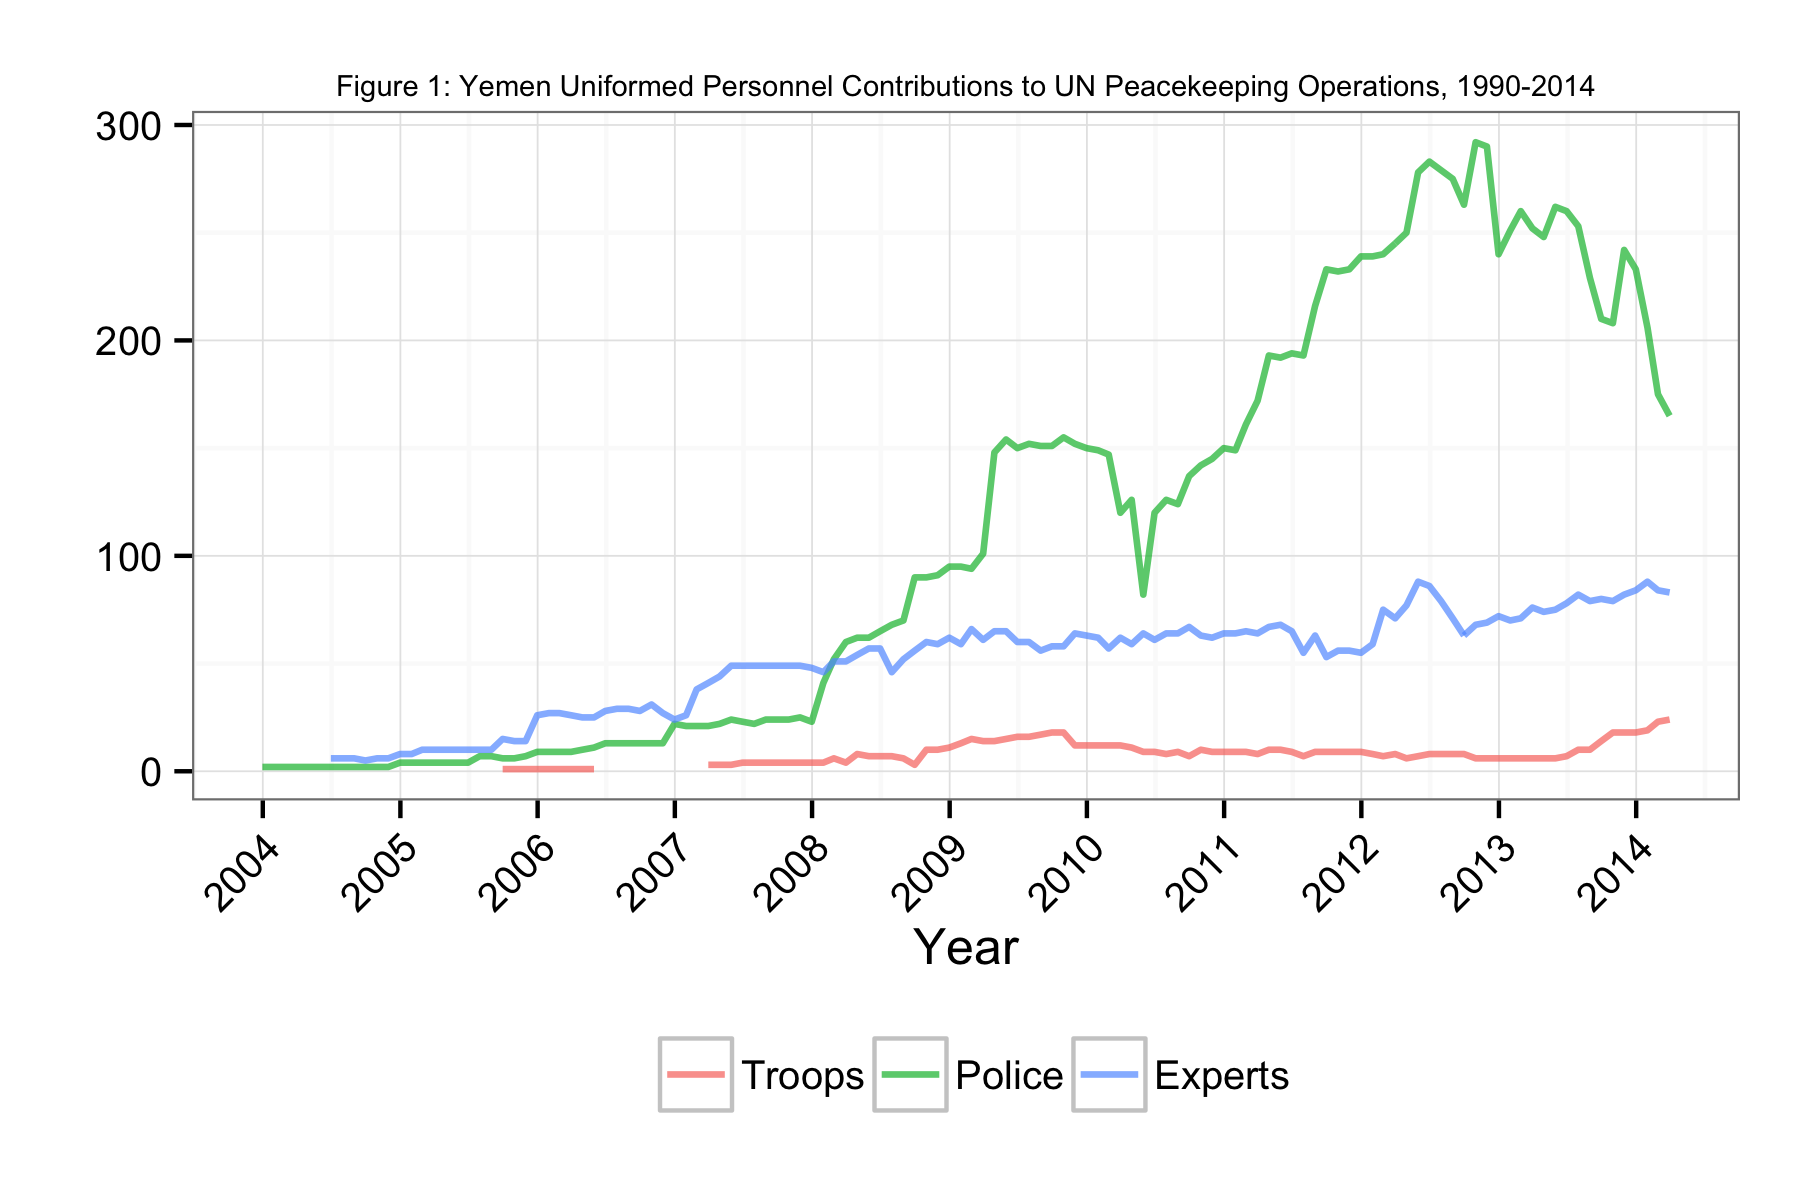 Figure 1: Yemen Uniformed Personnel Contributions to UN Peacekeeping Operations, 1990-2014
300
200
100
0
2004 2005 2006 2007 2008 2009 2010 2011 2012 2013 2014
Year
Troops Police Experts